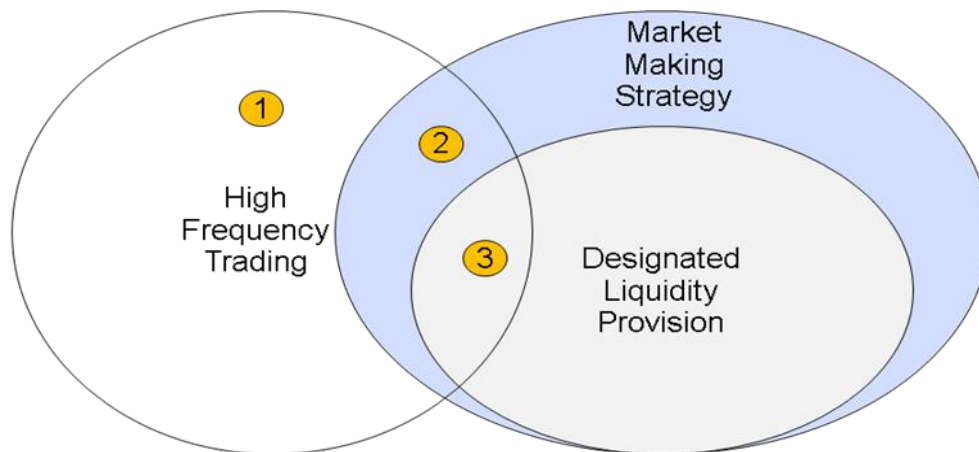 Market
Making
Strategy
1
2
High
Frequency
Trading
3
Designated
Liquidity
Provision